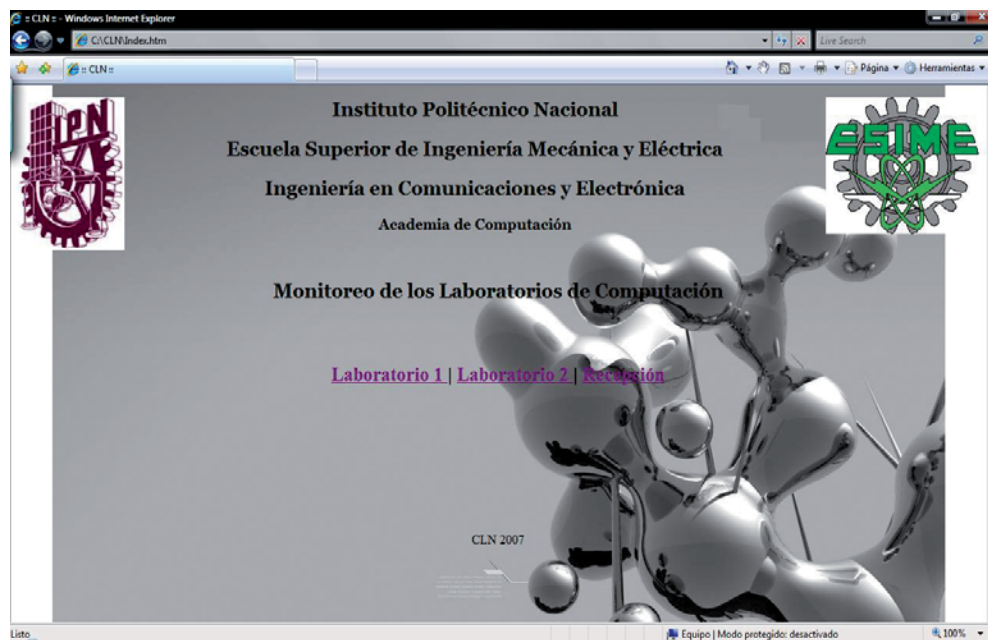 :: CLN :: - Windows Internet Explorer
C:\CLN\Index.htm
Live Search
:: CLN ::
Página
Herramientas
IPN
ESIME
Instituto Politécnico Nacional
Escuela Superior de Ingeniería Mecánica y Eléctrica
Ingeniería en Comunicaciones y Electrónica
Academia de Computación
Monitoreo de los Laboratorios de Computación
Laboratorio 1 | Laboratorio 2 | Recepción
CLN 2007
Listo
Equipo | Modo protegido: desactivado
100%